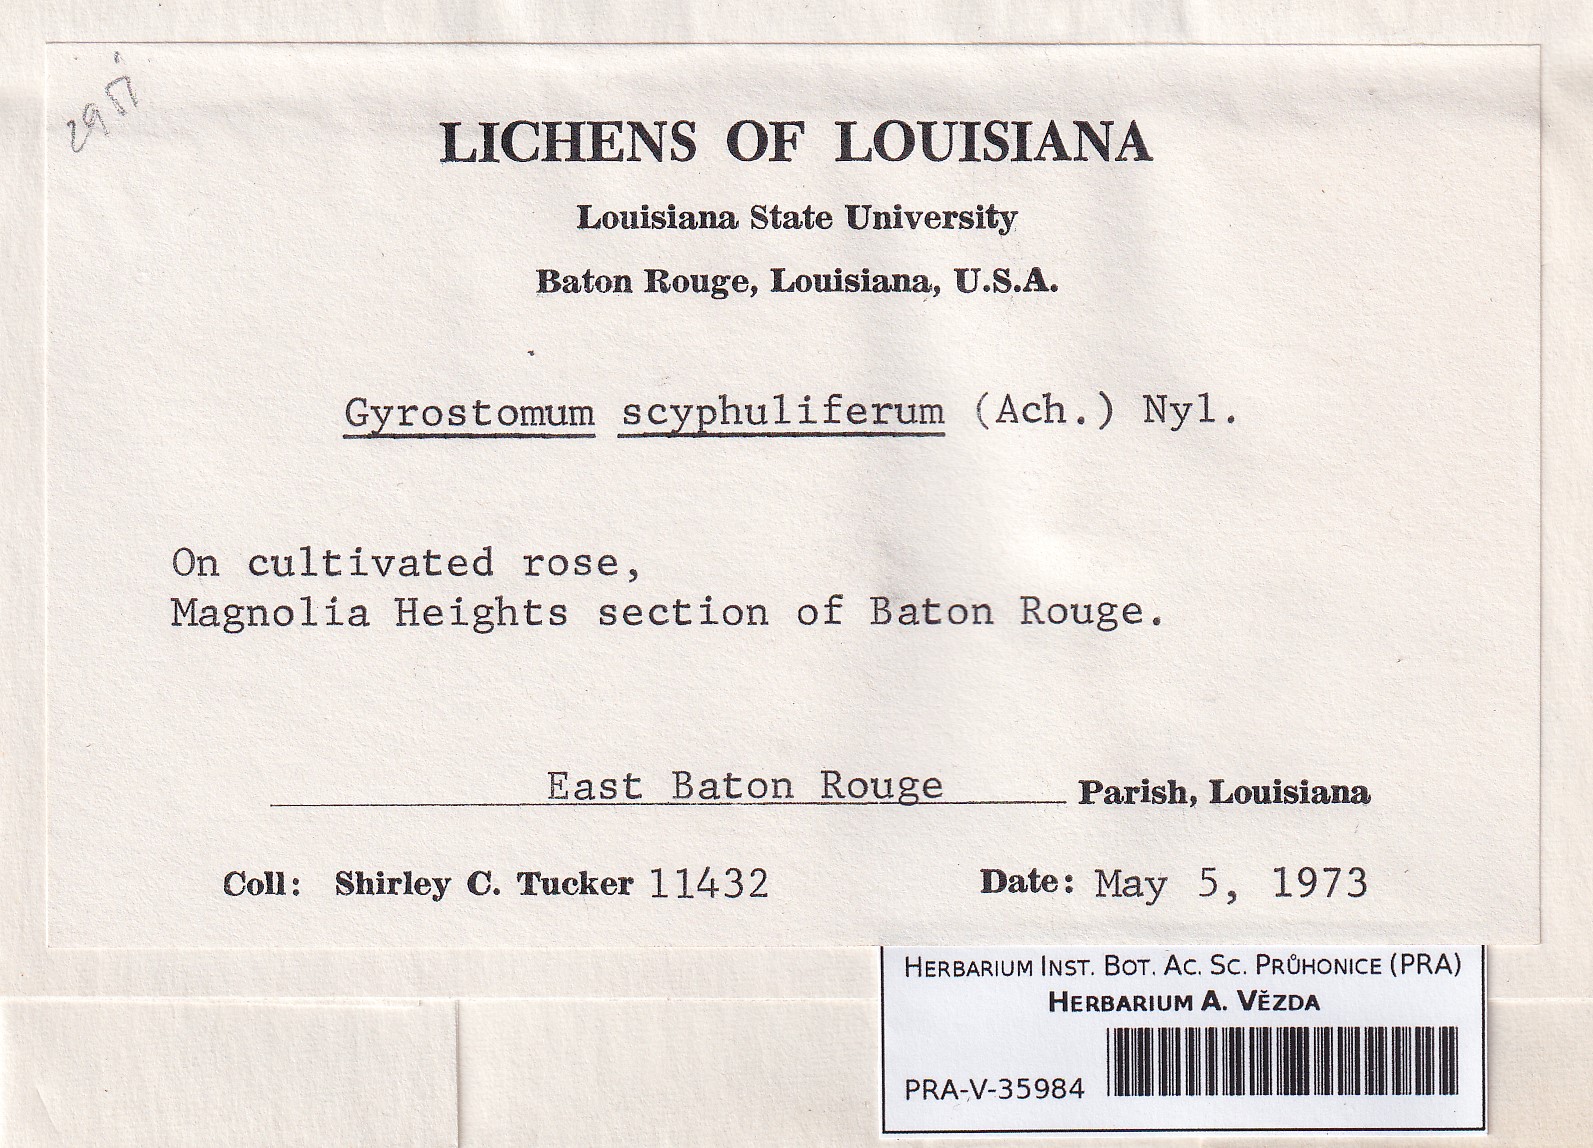 LICHENS OF LOUISIANA
Louisiana State University
Baton Rouge, Louisiana, U.S.A.
Gyrostomum scyphuliferum (Ach.) Nyl.
On cultivated rose,
Magnolia Heights section of Baton Rouge.
East Baton Rouge Parish, Louisiana
Coll: Shirley C. Tucker 11432 Date: May 5, 1973
HERBARIUM INST. BOT. AC. SC. PRŮHONICE (PRA)
HERBARIUM A. VĚZDA
PRA-V-35984